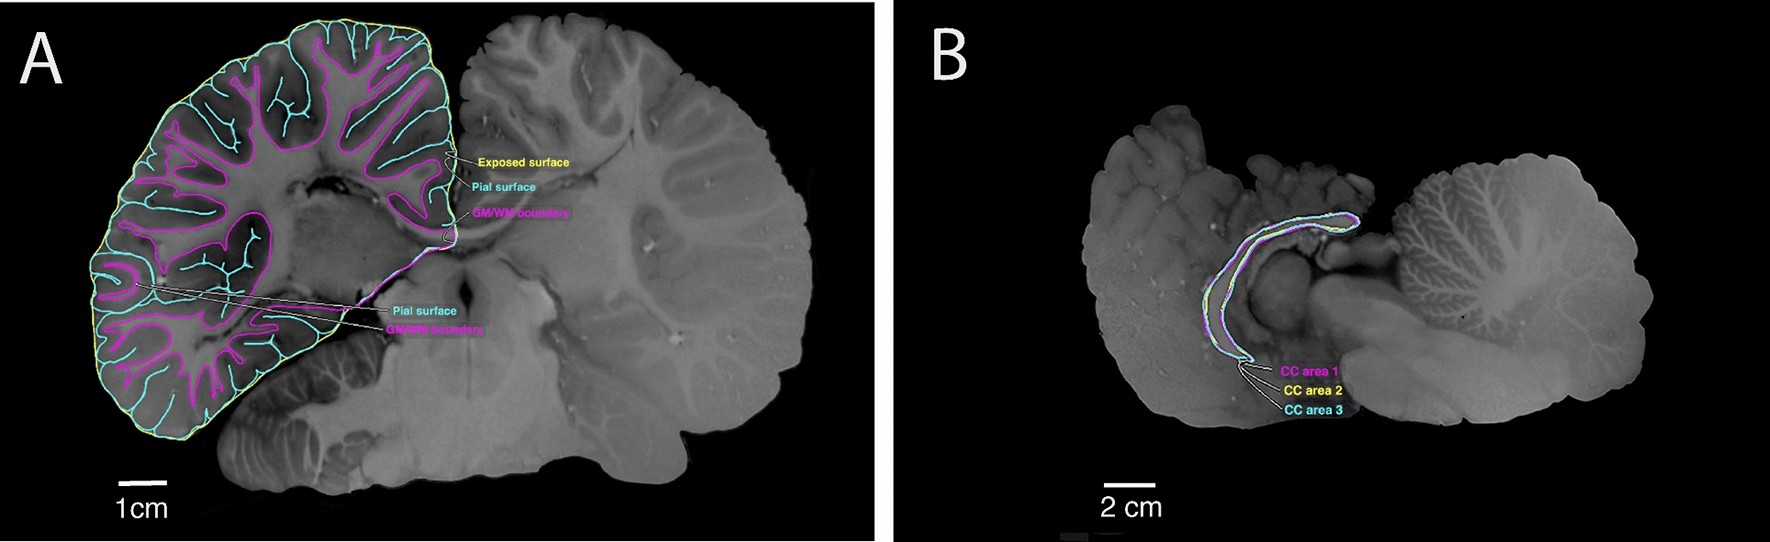 A
Exposed surface
Pial surface
GM/WM boundary
Pial surface
GM/WM boundary
1cm
B
CC area 1
CC area 2
CC area 3
2 cm